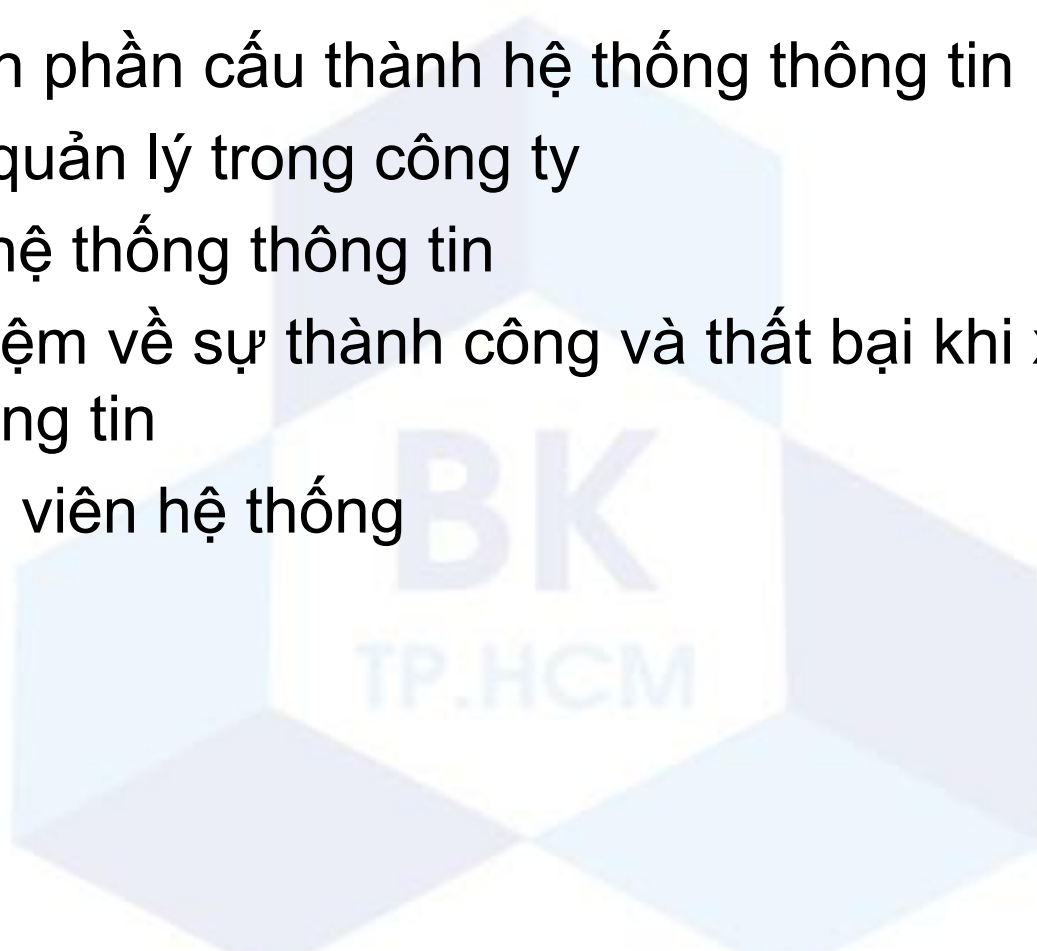 n phần cấu thành hệ thống thông tin
quản lý trong công ty
hệ thống thông tin
ệm về sự thành công và thất bại khi
ng tin
viên hệ thống
BK
TP.HCM